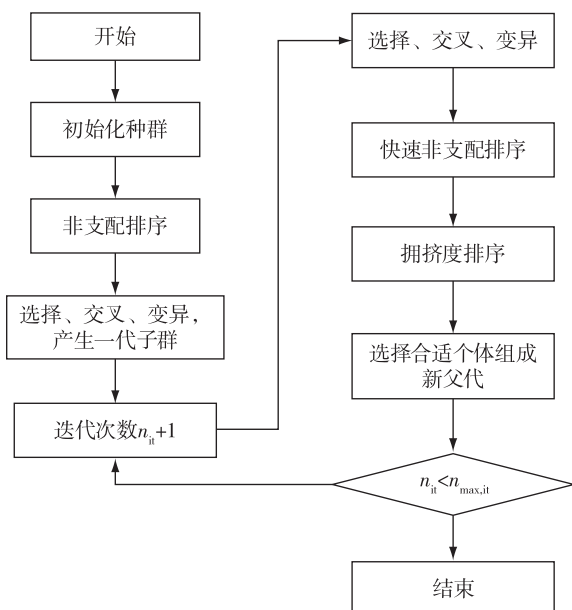 开始
初始化种群
非支配排序
选择、交叉、变异,
产生一代子群
迭代次数n_it+1
选择、交叉、变异
快速非支配排序
拥挤度排序
选择合适个体组成
新父代
n_it<n_max,it
结束